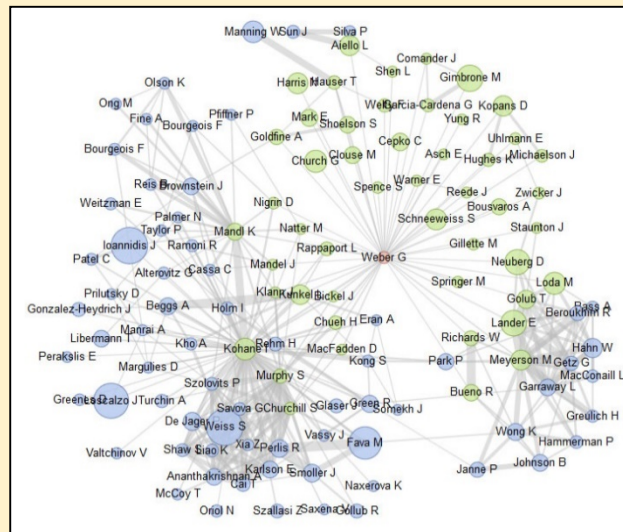 Manning W
Sun J
Silva P
Aiello L
Comander J
Shen L
Harris N
Hauser T
Gimbrone M
Olson K
Garcia-Cardena G
Kopans D
Ong M
Pfiffner P
Mark E
Shoelson S
Yung R
Fine A
Bourgeois F
Goldfine A
Cepko C
Uhlmann E
Bourgeois F
Church G
Clouse M
Asch E
Hughes K
Michaelson J
Warner E
Reis B
Brownstein J
Spence S
Reede J
Zwicker J
Weitzman E
Nigrin D
Bousvaros A
Palmer N
Schneeweiss S
Taylor P
Mandl K
Natter M
Staunton J
Ioannidis J
Ramoni R
Rappaport L
Weber G
Gillette M
Patel C
Cassa C
Mandel J
Neuberg D
Alterovitz G
Springer M
Loda M
Prilutsky D
Kunkel L
Bickel J
Golub T
Bass A
Gonzalez-Heydrich J
Beggs A
Holm I
Beroukhim R
Chueh H
Eran A
Lander E
Manrai A
Richards W
Hahn W
Libermann T
Kho A
Kohane I
Rehm H
MacFadden D
Meyerson M
Getz G
Perakslis E
Kong S
Park P
MacConaill L
Margulies D
Murphy S
Garraway L
Szolovits P
Bueno R
Greenes D
Loscalzo J
Turchin A
Savova G
Churchill S
Glaser J
Green R
Somekh J
Greulich H
De Jager P
Weiss S
Valtchinov V
Shaw S
Liao K
Xia Z
Perlis R
Vassy J
Fava M
Wong K
Hammerman P
Karlson E
Smoller J
Janne P
Johnson B
Ananthakrishnan A
Cai T
McCoy T
Naxerova K
Oriol N
Szallasi Z
Saxena V
Gollub R